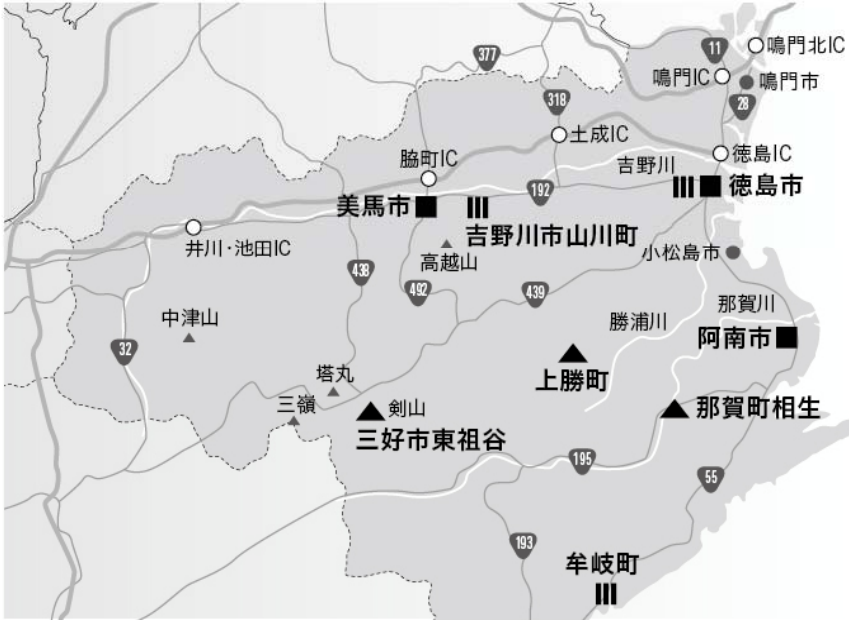 377
11
鳴門北IC
鳴門IC
鳴門市
28
318
土成IC
徳島IC
脇町IC
吉野川
徳島市
192
美馬市
吉野川市山川町
井川・池田IC
高越山
小松島市
438
492
439
那賀川
中津山
勝浦川
阿南市
32
上勝町
塔丸
三嶺
剣山
那賀町相生
三好市東祖谷
195
55
193
牟岐町